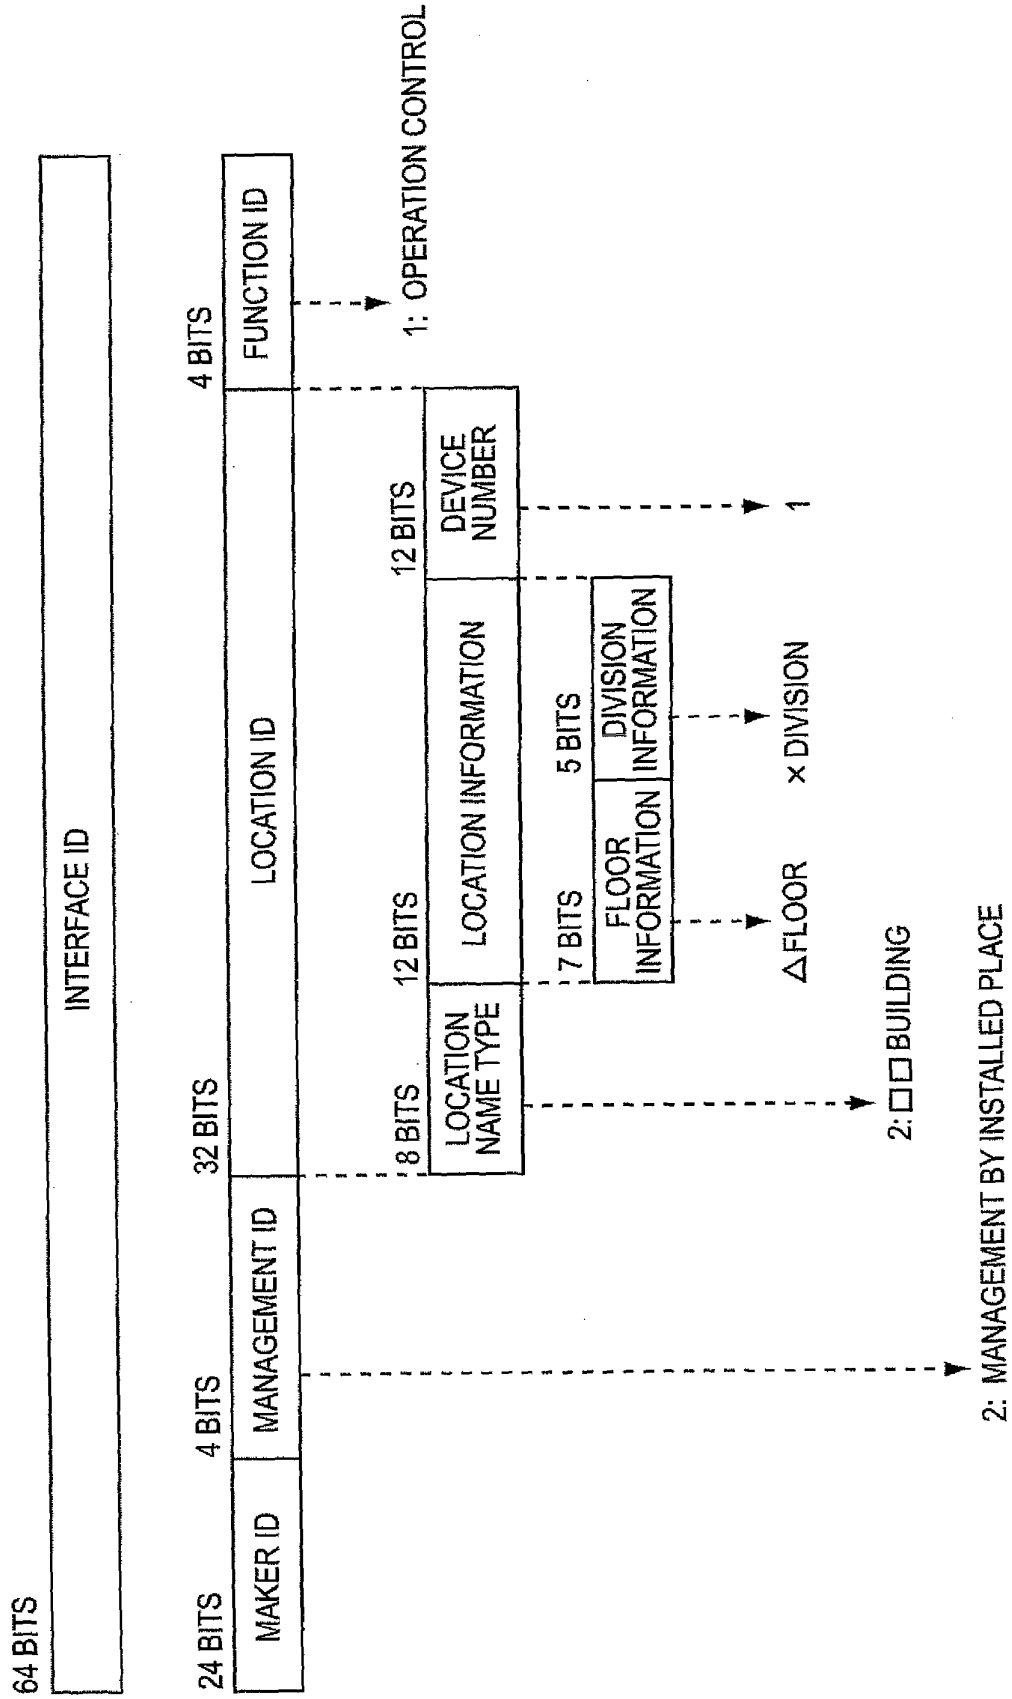 64 BITS
INTERFACE ID
24 BITS
4 BITS
32 BITS
4 BITS
MAKER ID
MANAGEMENT ID
LOCATION ID
FUNCTION ID
8 BITS
12 BITS
12 BITS
LOCATION
NAME TYPE
LOCATION INFORMATION
DEVICE
NUMBER
1: OPERATION CONTROL
7 BITS
5 BITS
FLOOR
INFORMATION
DIVISION
INFORMATION
△FLOOR
× DIVISION
1
2: □□BUILDING
2: MANAGEMENT BY INSTALLED PLACE